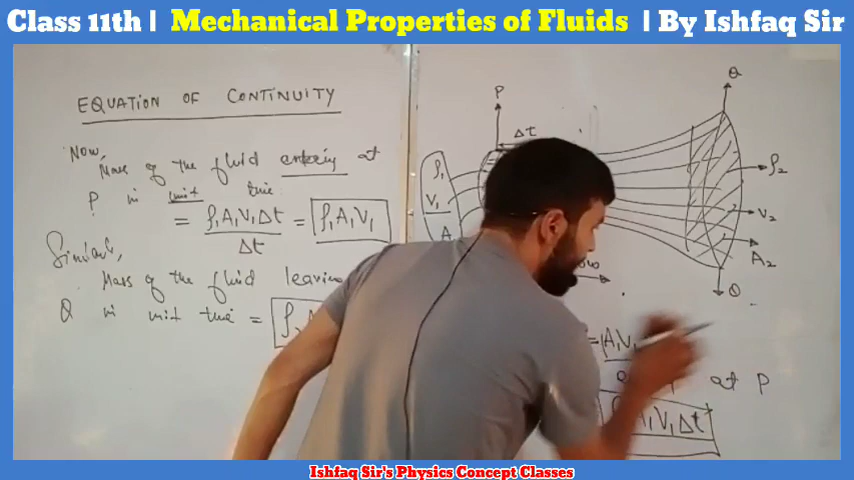 Class 11th | Mechanical Properties of Fluids | By Ishfaq Sir
EQUATION OF CONTINUITY
Now,
Mass of the fluid entering at
P in unit time
= ρ₁A₁V₁Δt / Δt = ρ₁A₁V₁
Similarly,
Mass of the fluid leaving
Q in unit time = ρ₂
P
Δt
Q
ρ₁
V₁
A
ρ₂
V₂
A₂
Q
= A₁V₁
at P
A₁V₁Δt
Ishfaq Sir's Physics Concept Classes